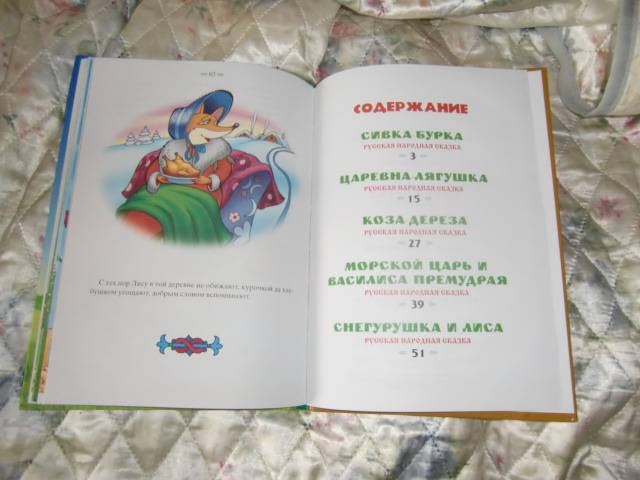 С тех пор Лису в той деревне не обижают, курочкой да хле-
бушком угощают, добрым словом вспоминают.
СОДЕРЖАНИЕ
СИВКА БУРКА
РУССКАЯ НАРОДНАЯ СКАЗКА
3
ЦАРЕВНА ЛЯГУШКА
РУССКАЯ НАРОДНАЯ СКАЗКА
15
КОЗА ДЕРЕЗА
РУССКАЯ НАРОДНАЯ СКАЗКА
27
МОРСКОЙ ЦАРЬ И
ВАСИЛИСА ПРЕМУДРАЯ
РУССКАЯ НАРОДНАЯ СКАЗКА
39
СНЕГУРУШКА И ЛИСА
РУССКАЯ НАРОДНАЯ СКАЗКА
51